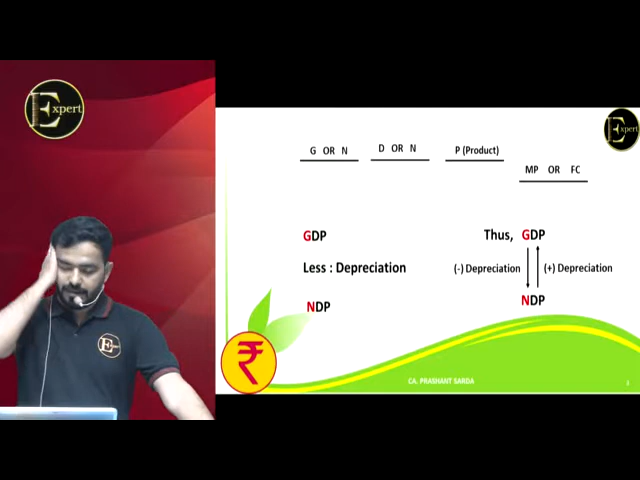 Expert
Expert
G OR N D OR N P (Product)
MP OR FC
GDP
Less : Depreciation
NDP
Thus, GDP
(-) Depreciation (+) Depreciation
NDP
₹
E
CA. PRASHANT SARDA
3